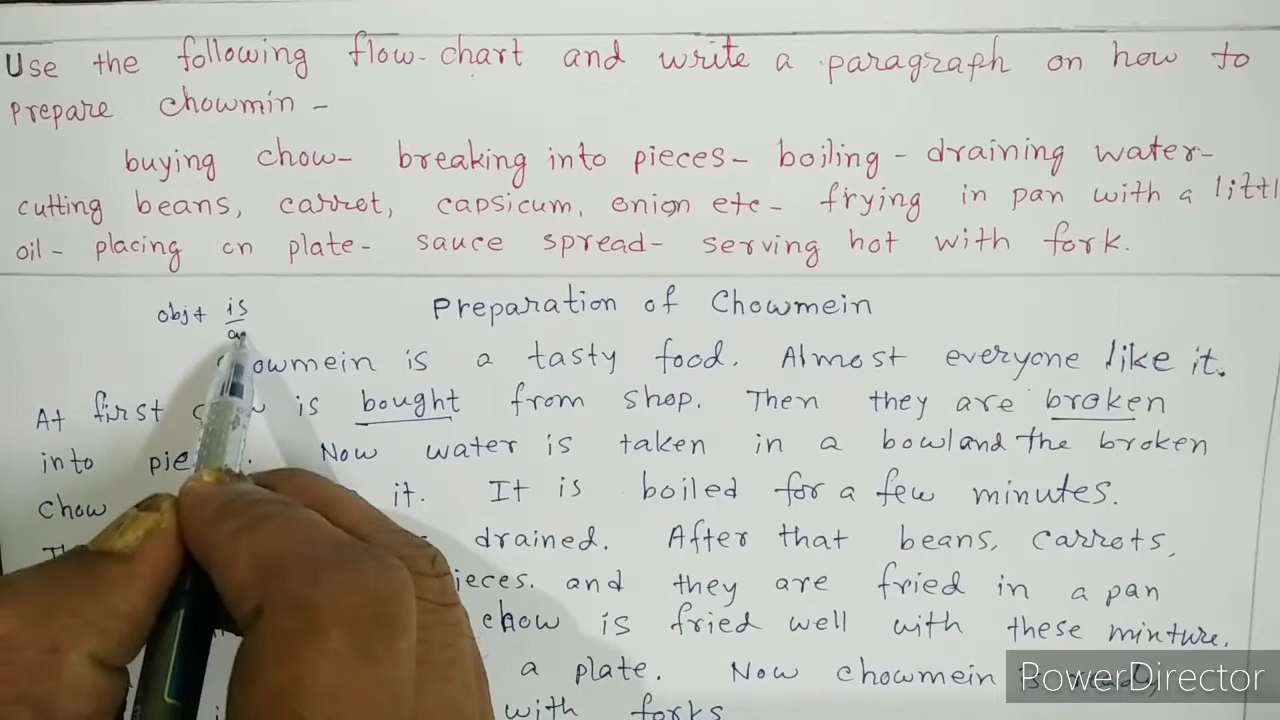 Use the following flow-chart and write a paragraph on how to
prepare chowmin -
buying chow- breaking into pieces- boiling - draining water-
cutting beans, carret, capsicum, onion etc- frying in pan with a littl
oil- placing on plate- sauce spread- serving hot with fork.
obj+ is
Preparation of Chowmein
owmein is a tasty food. Almost everyone like it.
At first is bought from shop. Then they are broken
into pie Now water is taken in a bowl and the broken
chow it. It is boiled for a few minutes.
drained. After that beans, carrots,
ieces. and they are fried in a pan
chow is fried well with these minture.
a plate. Now chowmein is ready
with forks
PowerDirector